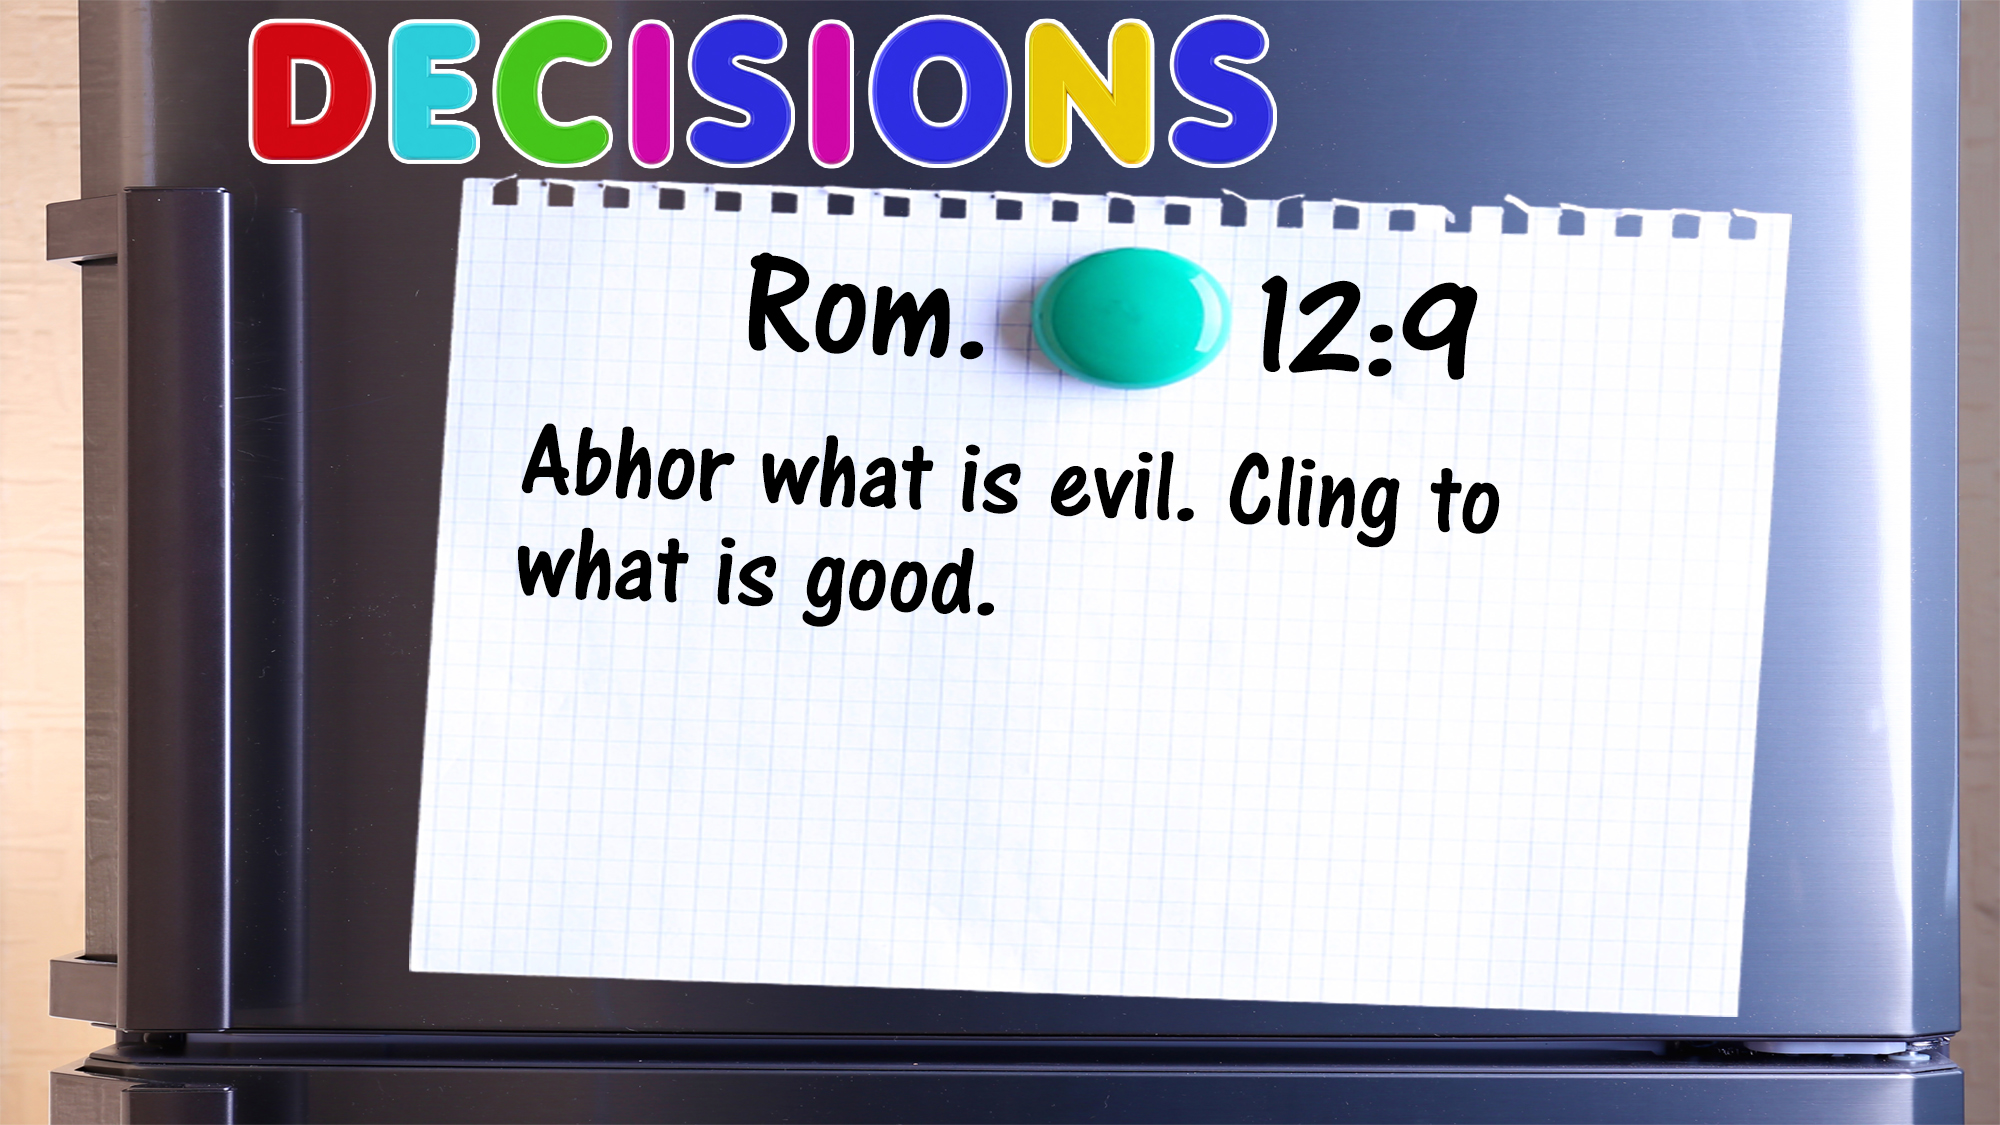 DECISIONS
Rom. 12:9
Abhor what is evil. Cling to
what is good.